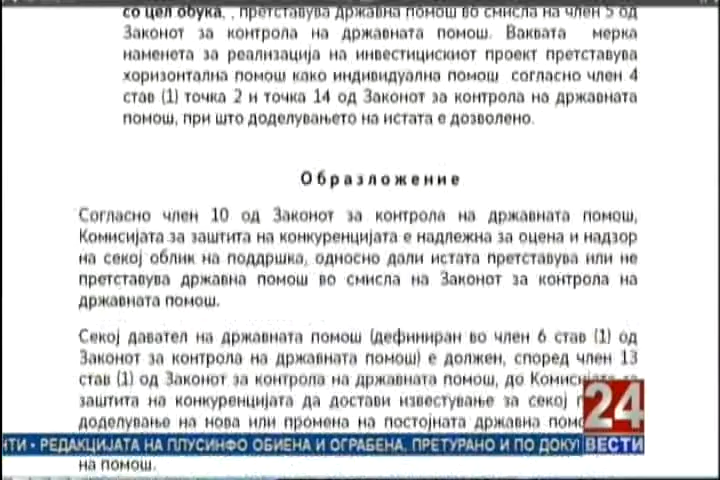 со цел обука, , претставува државна помош во смисла на член 5 од
Законот за контрола на државната помош. Ваквата мерка
наменета за реализација на инвестицискиот проект претставува
хоризонтална помош како индивидуална помош согласно член 4
став (1) точка 2 и точка 14 од Законот за контрола на државната
помош, при што доделувањето на истата е дозволено.
Образложение
Согласно член 10 од Законот за контрола на државната помош,
Комисијата за заштита на конкуренцијата е надлежна за оцена и надзор
на секој облик на поддршка, односно дали истата претставува или не
претставува државна помош во смисла на Законот за контрола на
државната помош.
Секој давател на државната помош (дефиниран во член 6 став (1) од
Законот за контрола на државната помош) е должен, според член 13
став (1) од Законот за контрола на државната помош, до Комисијата за
заштита на конкуренцијата да достави известување за секој
доделување на нова или промена на постојната државна
24
ВЕСТИ
ИТИ • РЕДАКЦИЈАТА НА ПЛУСИНФО ОБИЕНА И ОГРАБЕНА, ПРЕТУРАНО И ПО ДОКУ
на помош.